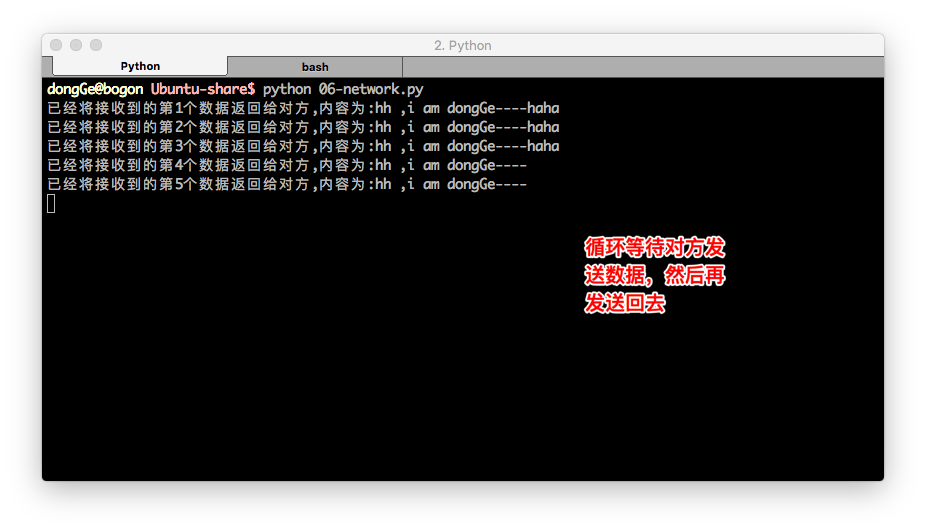 2. Python
Python
bash
dongGe@bogon Ubuntu-share$ python 06-network.py
已经将接收到的第1个数据返回给对方,内容为:hh ,i am dongGe----haha
已经将接收到的第2个数据返回给对方,内容为:hh ,i am dongGe----haha
已经将接收到的第3个数据返回给对方,内容为:hh ,i am dongGe----haha
已经将接收到的第4个数据返回给对方,内容为:hh ,i am dongGe----
已经将接收到的第5个数据返回给对方,内容为:hh ,i am dongGe----
循环等待对方发
送数据，然后再
发送回去